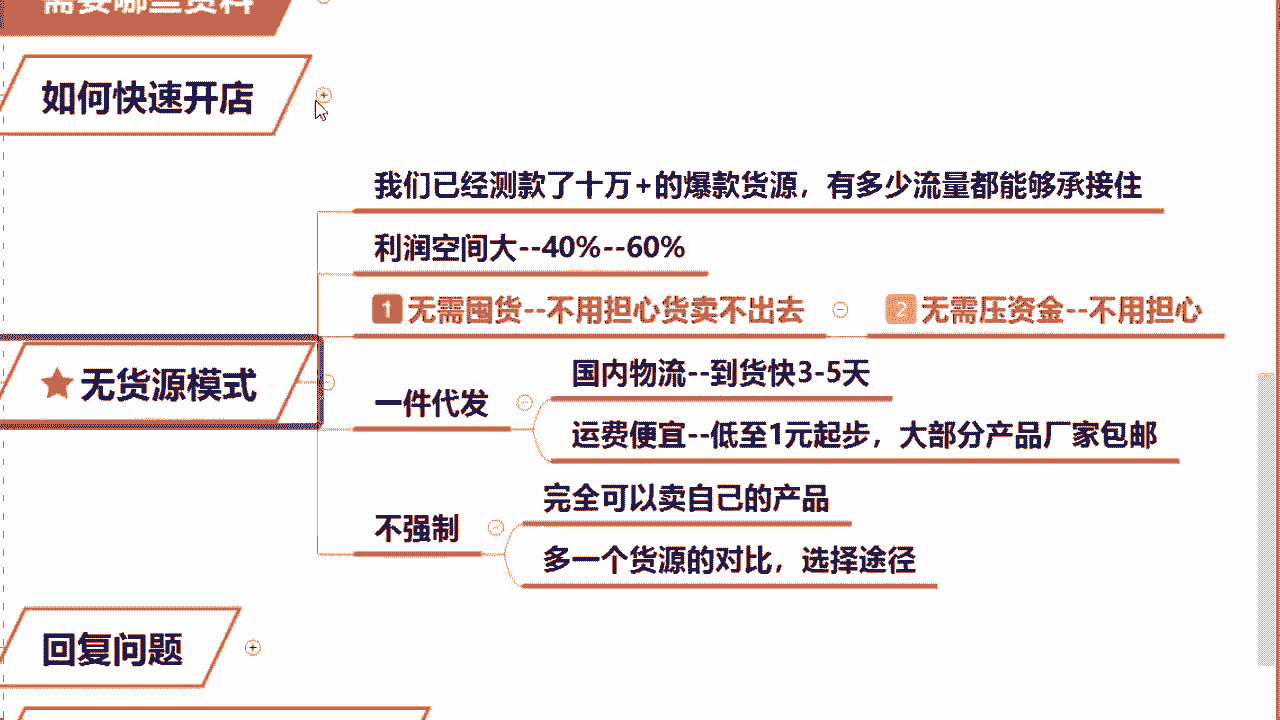 需要哪些资料
如何快速开店
我们已经测款了十万+的爆款货源，有多少流量都能够承接住
利润空间大--40%--60%
1 无需囤货--不用担心货卖不出去
2 无需压资金--不用担心
无货源模式
一件代发
国内物流--到货快3-5天
运费便宜--低至1元起步，大部分产品厂家包邮
不强制
完全可以卖自己的产品
多一个货源的对比，选择途径
回复问题